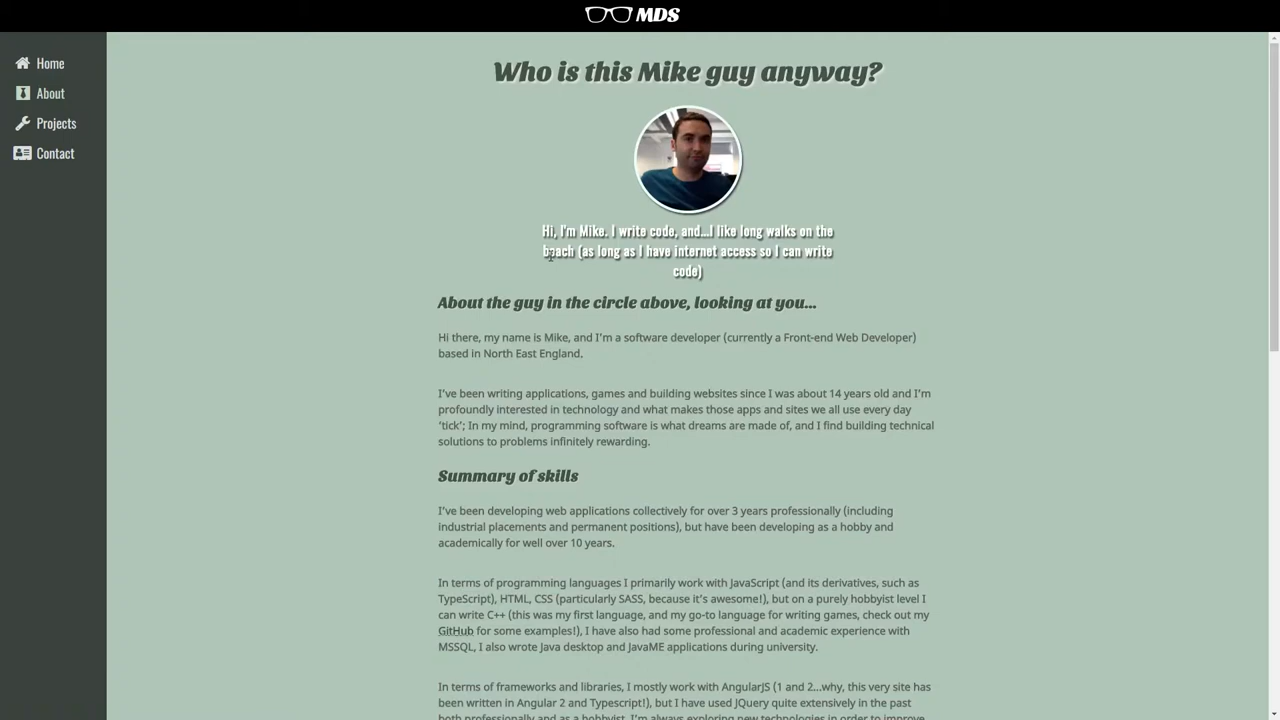 MDS
Home
About
Projects
Contact
Who is this Mike guy anyway?
Hi, I'm Mike. I write code, and...I like long walks on the
beach (as long as I have internet access so I can write
code)
About the guy in the circle above, looking at you...
Hi there, my name is Mike, and I'm a software developer (currently a Front-end Web Developer)
based in North East England.
I've been writing applications, games and building websites since I was about 14 years old and I'm
profoundly interested in technology and what makes those apps and sites we all use every day
'tick'; In my mind, programming software is what dreams are made of, and I find building technical
solutions to problems infinitely rewarding.
Summary of skills
I've been developing web applications collectively for over 3 years professionally (including
industrial placements and permanent positions), but have been developing as a hobby and
academically for well over 10 years.
In terms of programming languages I primarily work with JavaScript (and its derivatives, such as
TypeScript), HTML, CSS (particularly SASS, because it's awesome!), but on a purely hobbyist level I
can write C++ (this was my first language, and my go-to language for writing games, check out my
GitHub for some examples!), I have also had some professional and academic experience with
MSSQL, I also wrote Java desktop and JavaME applications during university.
In terms of frameworks and libraries, I mostly work with AngularJS (1 and 2...why, this very site has
been written in Angular 2 and Typescript!), but I have used JQuery quite extensively in the past
both professionally and as a hobbyist. I'm always exploring new technologies in order to improve